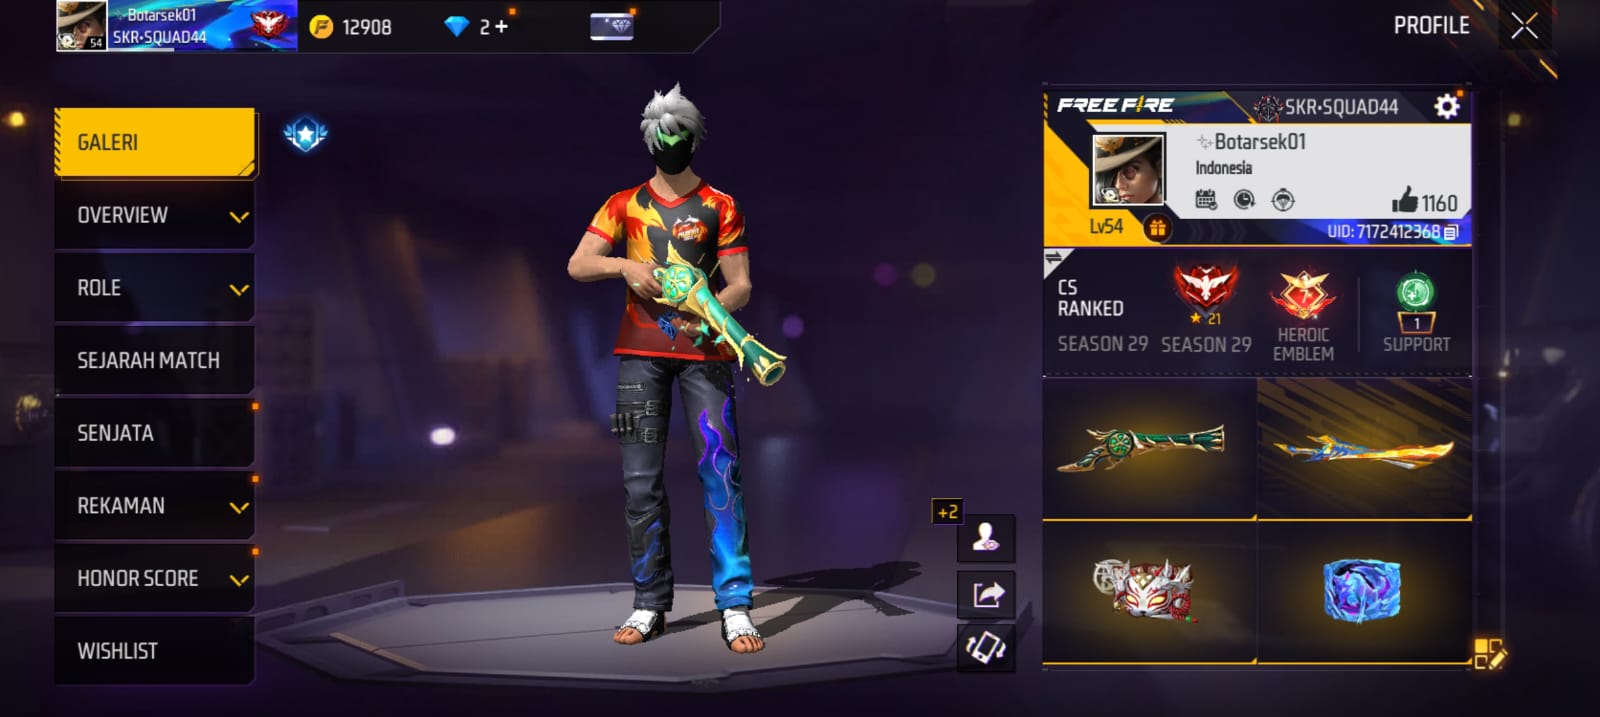 Botarsek01
SKR•SQUAD44
54
12908
2+
PROFILE
GALERI
OVERVIEW
ROLE
SEJARAH MATCH
SENJATA
REKAMAN
HONOR SCORE
WISHLIST
+2
FREE FIRE
SKR•SQUAD44
Botarsek01
Indonesia
1160
Lv54
UID: 7172412368
CS
RANKED
SEASON 29
21
SEASON 29
HEROIC
EMBLEM
1
SUPPORT